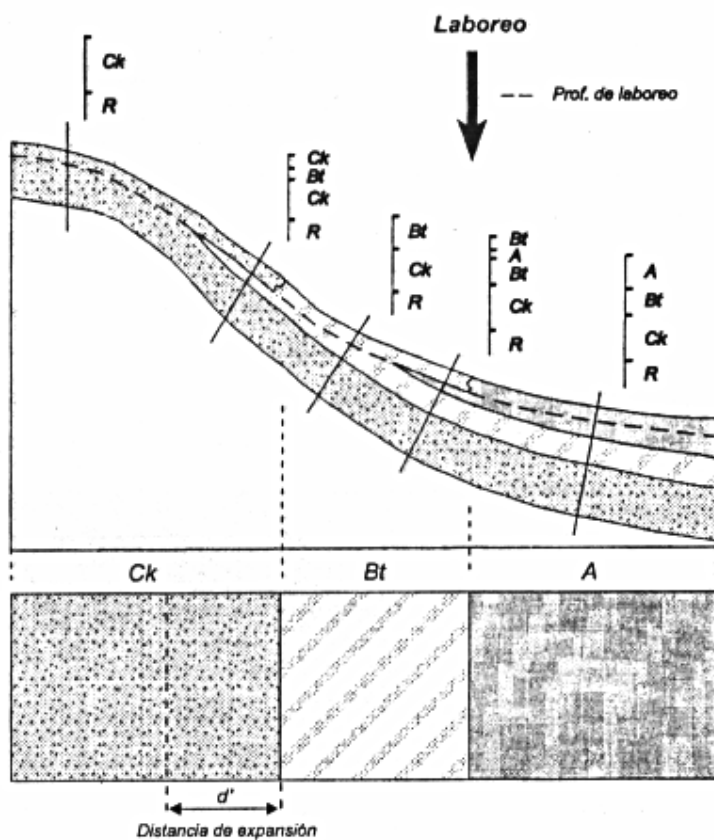 Laboreo
Prof. de laboreo
Ck
R
Ck
Bt
Ck
R
Bt
Ck
R
Bt
A
Bt
Ck
R
A
Bt
Ck
R
Ck
Bt
A
d'
Distancia de expansión